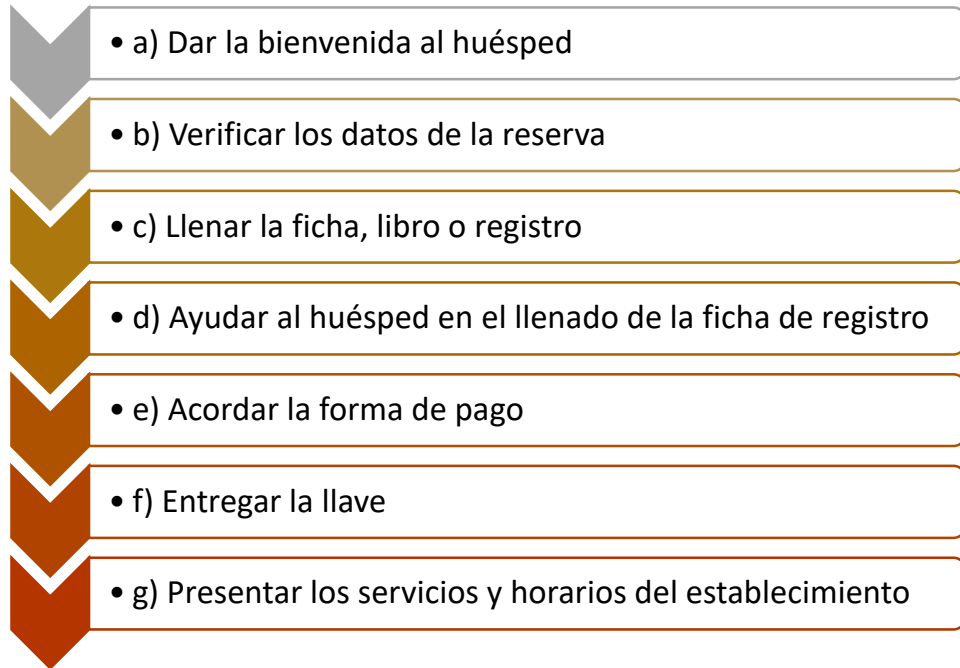 • a) Dar la bienvenida al huésped
• b) Verificar los datos de la reserva
• c) Llenar la ficha, libro o registro
• d) Ayudar al huésped en el llenado de la ficha de registro
• e) Acordar la forma de pago
• f) Entregar la llave
• g) Presentar los servicios y horarios del establecimiento